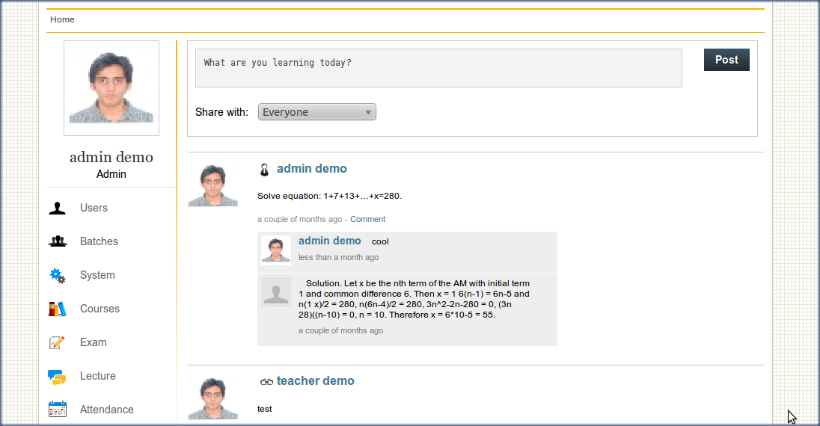 Home
What are you learning today?
Post
Share with:
Everyone
admin demo
Admin
Users
Batches
System
Courses
Exam
Lecture
Attendance
admin demo
Solve equation: 1+7+13+...+x=280.
a couple of months ago - Comment
admin demo cool
less than a month ago
Solution. Let x be the nth term of the AM with initial term
1 and common difference 6. Then x = 1 6(n-1) = 6n-5 and
n(1 x)/2 = 280, n(6n-4)/2 = 280, 3n^2-2n-280 = 0, (3n
28)((n-10) = 0, n = 10. Therefore x = 6*10-5 = 55.
a couple of months ago
teacher demo
test